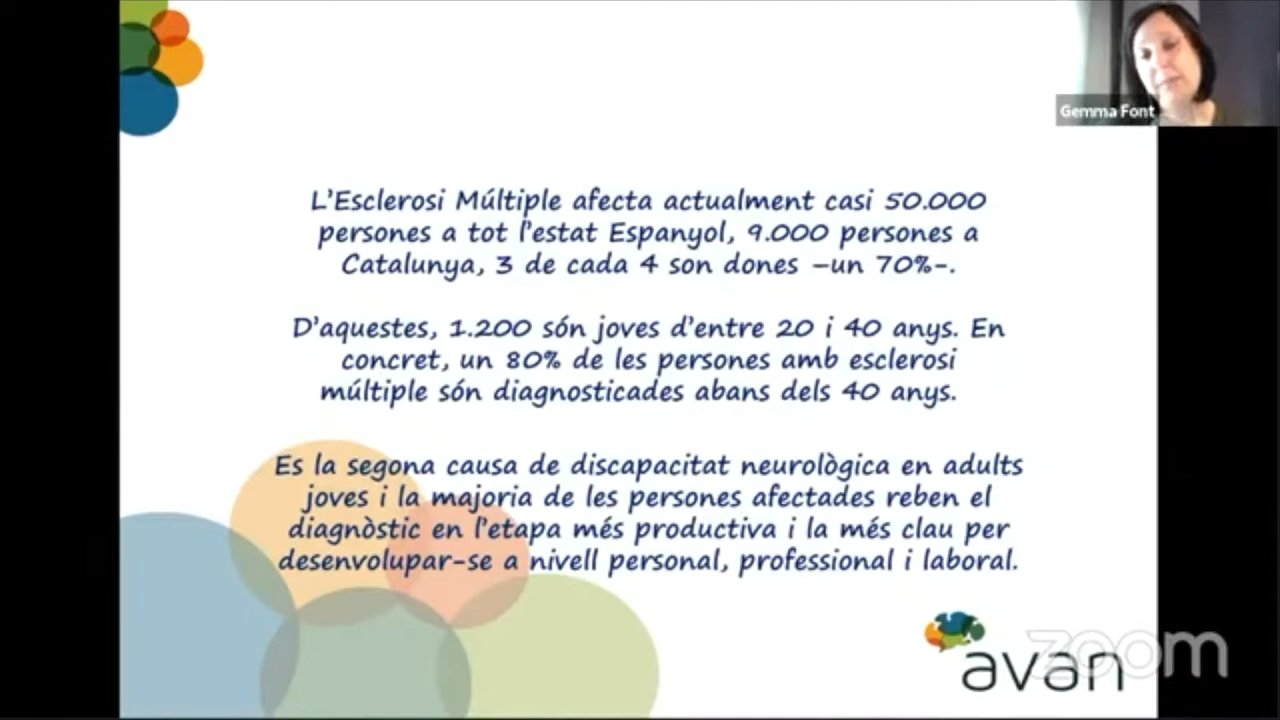 Gemma Font
L'Esclerosi Múltiple afecta actualment casi 50.000
persones a tot l'estat Espanyol, 9.000 persones a
Catalunya, 3 de cada 4 son dones –un 70%–.
D'aquestes, 1.200 són joves d'entre 20 i 40 anys. En
concret, un 80% de les persones amb esclerosi
múltiple són diagnosticades abans dels 40 anys.
Es la segona causa de discapacitat neurològica en adults
joves i la majoria de les persones afectades reben el
diagnòstic en l'etapa més productiva i la més clau per
desenvolupar-se a nivell personal, professional i laboral.
avan
zoom